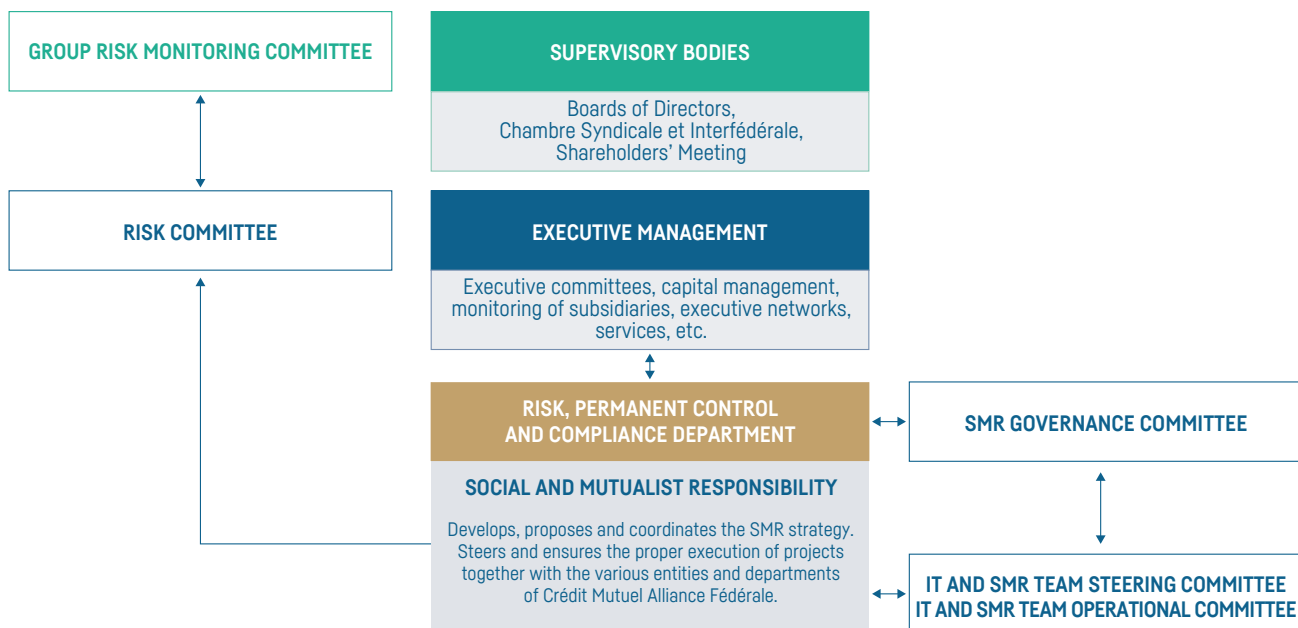 GROUP RISK MONITORING COMMITTEE
SUPERVISORY BODIES
Boards of Directors,
Chambre Syndicale et Interfédérale,
Shareholders’ Meeting
RISK COMMITTEE
EXECUTIVE MANAGEMENT
Executive committees, capital management,
monitoring of subsidiaries, executive networks,
services, etc.
RISK, PERMANENT CONTROL
AND COMPLIANCE DEPARTMENT
SMR GOVERNANCE COMMITTEE
SOCIAL AND MUTUALIST RESPONSIBILITY
Develops, proposes and coordinates the SMR strategy.
Steers and ensures the proper execution of projects
together with the various entities and departments
of Crédit Mutuel Alliance Fédérale.
IT AND SMR TEAM STEERING COMMITTEE
IT AND SMR TEAM OPERATIONAL COMMITTEE